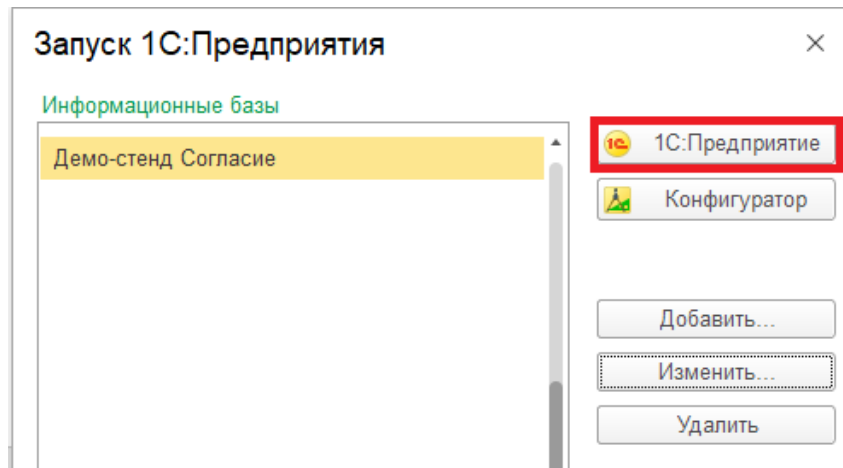 Запуск 1С:Предприятия
Информационные базы
Демо-стенд Согласие
1С:Предприятие
Конфигуратор
Добавить...
Изменить...
Удалить